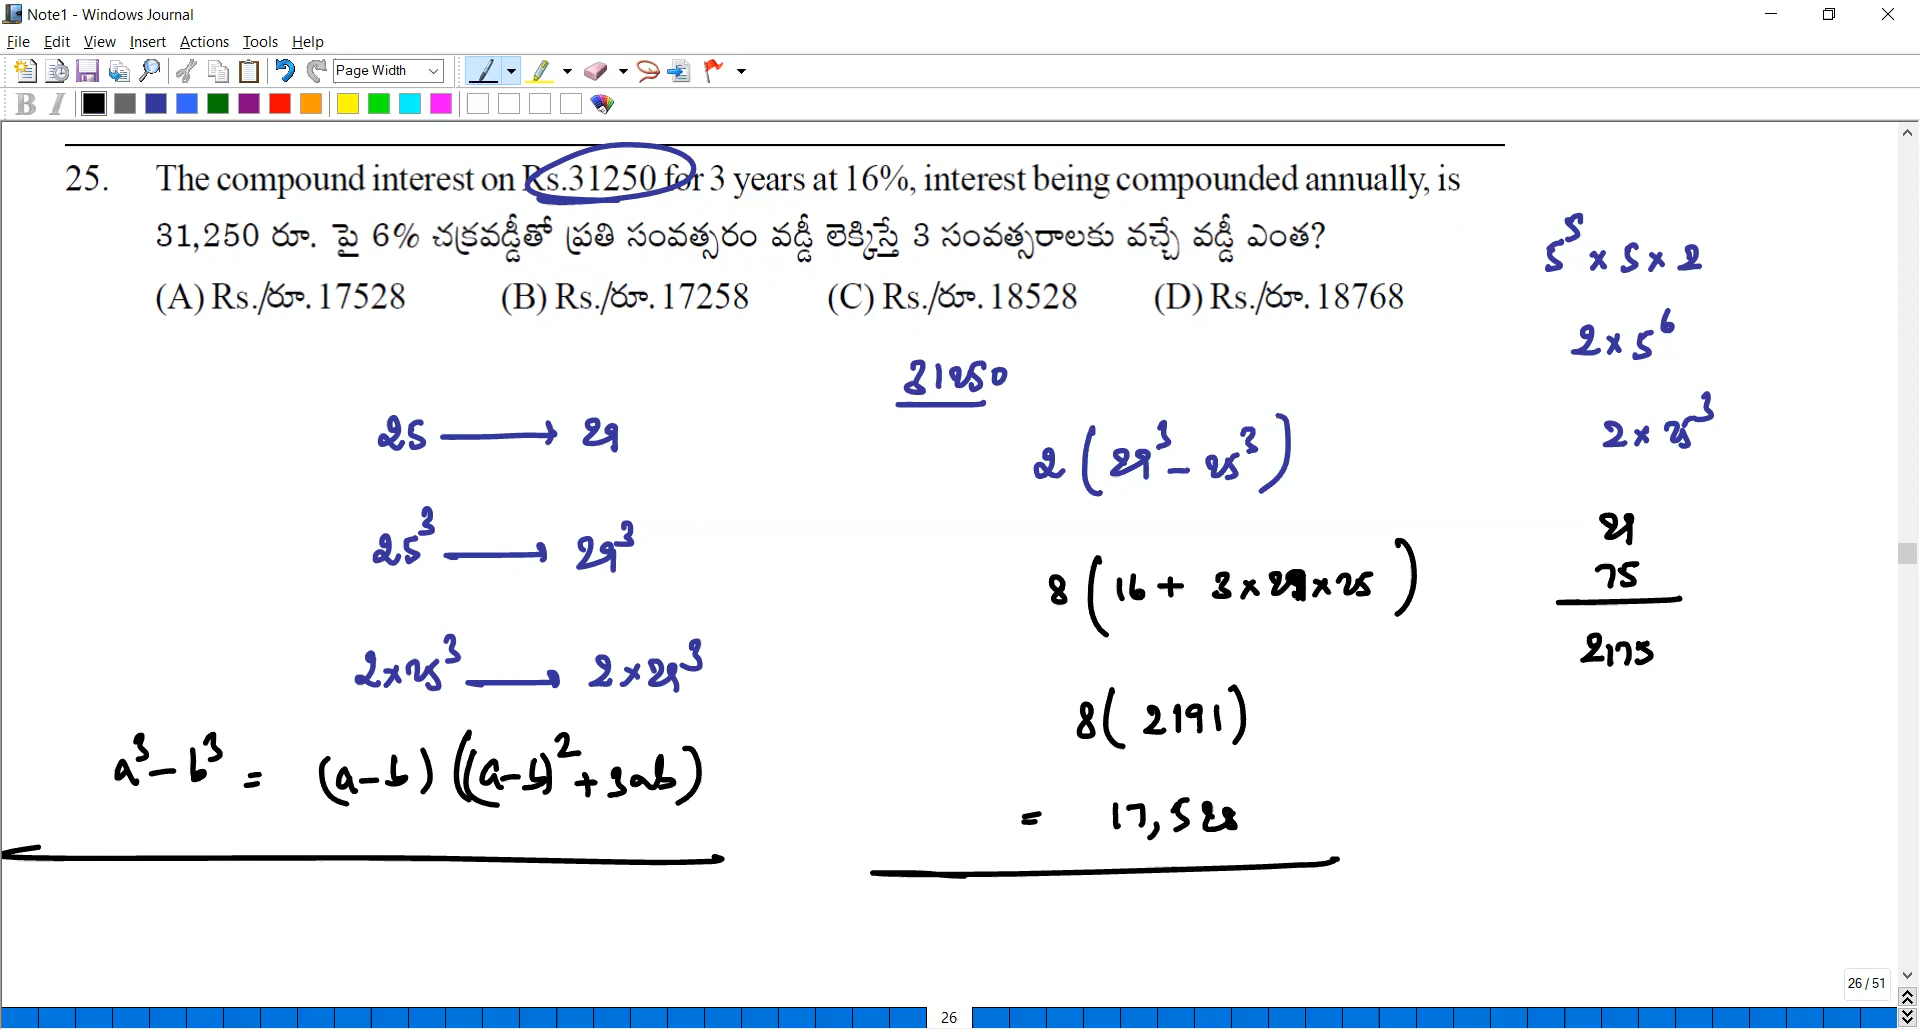 Note1 - Windows Journal
File Edit View Insert Actions Tools Help
Page Width
B I
25. The compound interest on Rs.31250 for 3 years at 16%, interest being compounded annually, is
31,250 రూ. పై 6% చక్రవడ్డీతో ప్రతి సంవత్సరం వడ్డీ లెక్కిస్తే 3 సంవత్సరాలకు వచ్చే వడ్డీ ఎంత?
(A) Rs./రూ. 17528 (B) Rs./రూ. 17258 (C) Rs./రూ. 18528 (D) Rs./రూ. 18768
5⁵ × 5 × 2
2 × 5⁶
2 × 25³
31250
25 → 29
2 (29³ - 25³)
25³ → 29³
8 (16 + 3 × 29 × 25)
29
75
2175
2×25³ → 2×29³
8 (2191)
a³ - b³ = (a-b) ((a-b)² + 3ab)
= 17,528
26 / 51
26